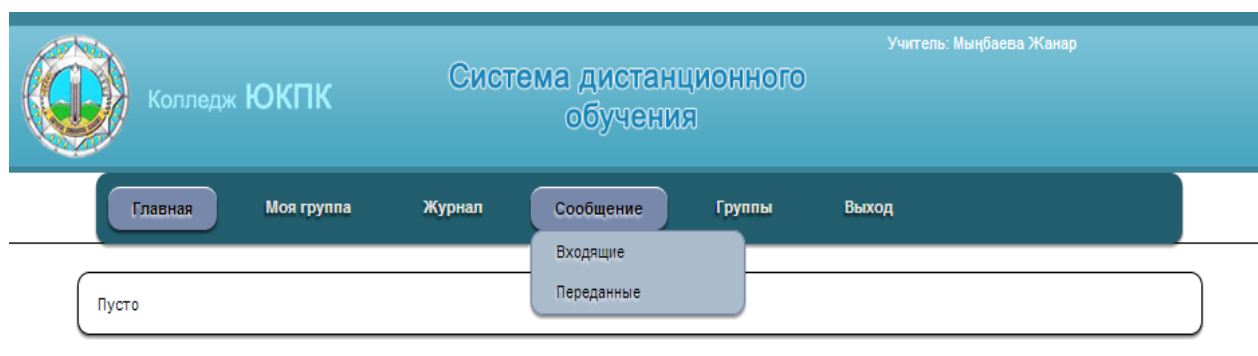 Учитель: Мыңбаева Жанар
Колледж ЮКПК
Система дистанционного
обучения
Главная Моя группа Журнал Сообщение Группы Выход
Входящие
Переданные
Пусто